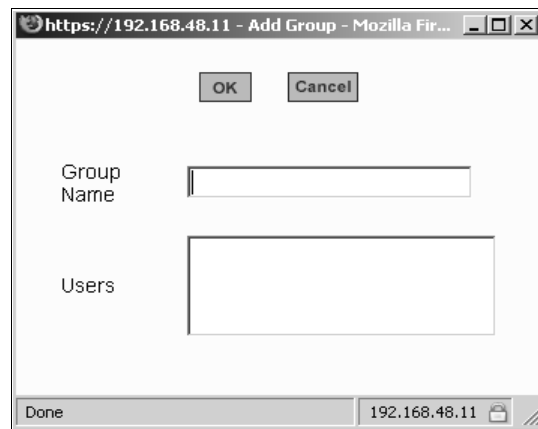 https://192.168.48.11 - Add Group - Mozilla Fir...
OK
Cancel
Group
Name
Users
Done
192.168.48.11